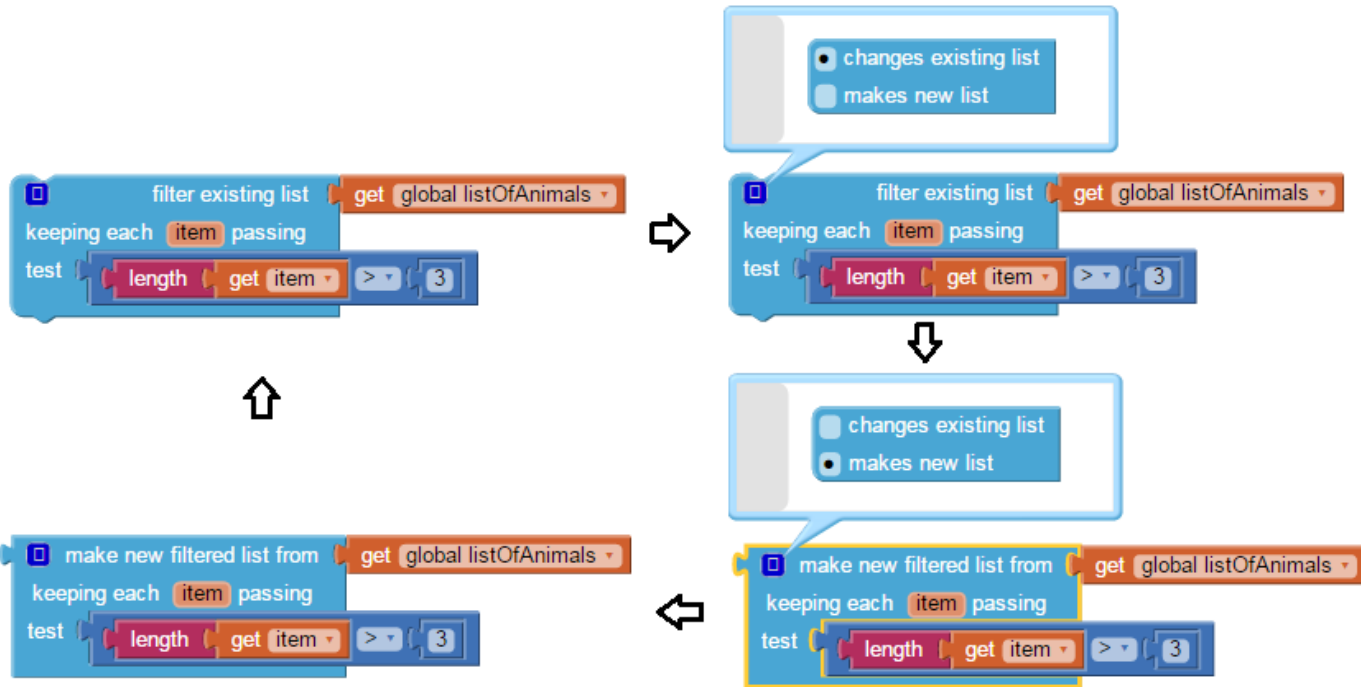 changes existing list
makes new list
filter existing list get global listOfAnimals
keeping each item passing
test length get item > 3
filter existing list get global listOfAnimals
keeping each item passing
test length get item > 3
changes existing list
makes new list
make new filtered list from get global listOfAnimals
keeping each item passing
test length get item > 3
make new filtered list from get global listOfAnimals
keeping each item passing
test length get item > 3